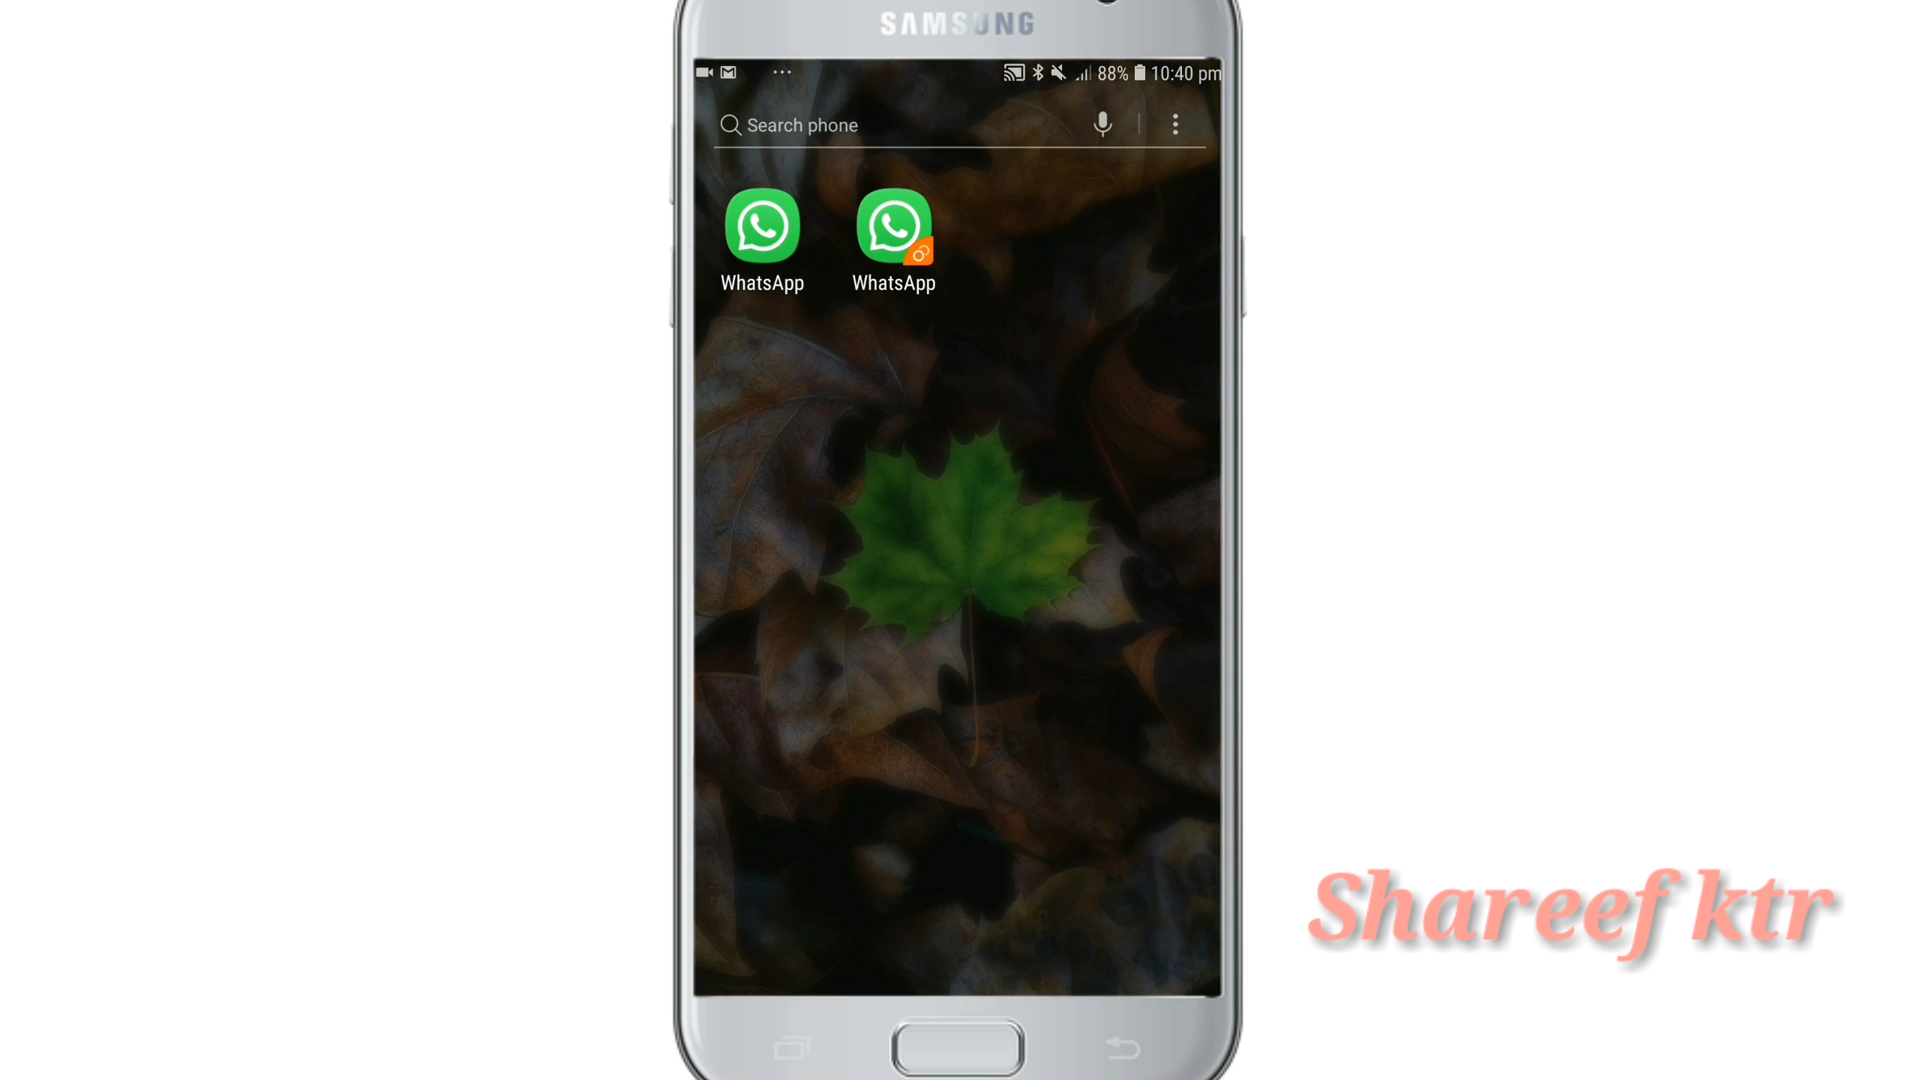 SAMSUNG
88% 10:40 pm
Search phone
WhatsApp WhatsApp
Shareef ktr